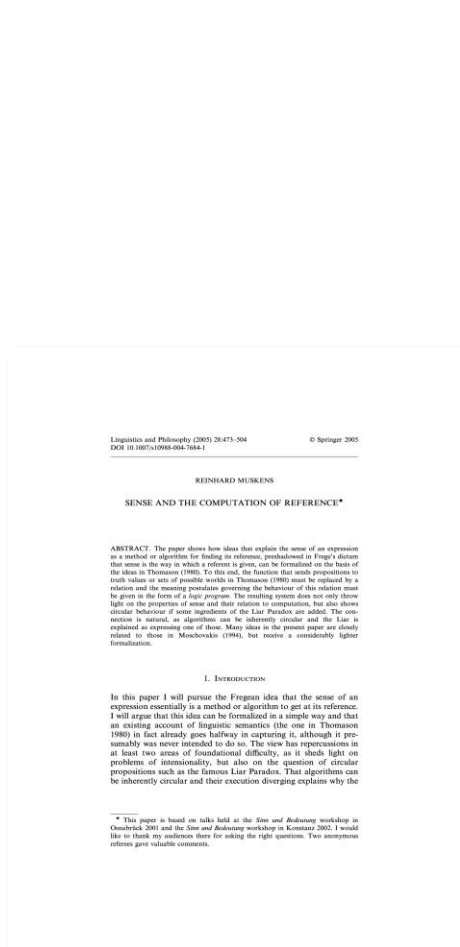 Linguistics and Philosophy (2005) 28:473–504 © Springer 2005
DOI 10.1007/s10988-004-7684-1
REINHARD MUSKENS
SENSE AND THE COMPUTATION OF REFERENCE*
ABSTRACT. The paper shows how ideas that explain the sense of an expression
as a method or algorithm for finding its reference, preshadowed in Frege's dictum
that sense is the way in which a referent is given, can be formalized on the basis of
the ideas in Thomason (1980). To this end, the function that sends propositions to
truth values or sets of possible worlds in Thomason (1980) must be replaced by a
relation and the meaning postulates governing the behaviour of this relation must
be given in the form of a logic program. The resulting system does not only throw
light on the properties of sense and their relation to computation, but also shows
circular behaviour if some ingredients of the Liar Paradox are added. The con-
nection is natural, as algorithms can be inherently circular and the Liar is
explained as expressing one of those. Many ideas in the present paper are closely
related to those in Moschovakis (1994), but receive a considerably lighter
formalization.
1. INTRODUCTION
In this paper I will pursue the Fregean idea that the sense of an
expression essentially is a method or algorithm to get at its reference.
I will argue that this idea can be formalized in a simple way and that
an existing account of linguistic semantics (the one in Thomason
1980) in fact already goes halfway in capturing it, although it pre-
sumably was never intended to do so. The view has repercussions in
at least two areas of foundational difficulty, as it sheds light on
problems of intensionality, but also on the question of circular
propositions such as the famous Liar Paradox. That algorithms can
be inherently circular and their execution diverging explains why the
* This paper is based on talks held at the Sinn und Bedeutung workshop in
Osnabrück 2001 and the Sinn und Bedeutung workshop in Konstanz 2002. I would
like to thank my audiences there for asking the right questions. Two anonymous
referees gave valuable comments.